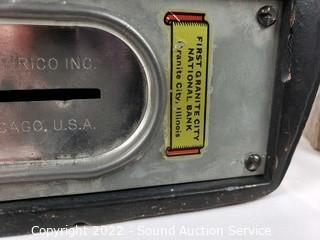 RICO INC.
CAGO, U.S.A.
FIRST GRANITE CITY
NATIONAL BANK
Granite City, Illinois
Copyright 2022 - Sound Auction Service